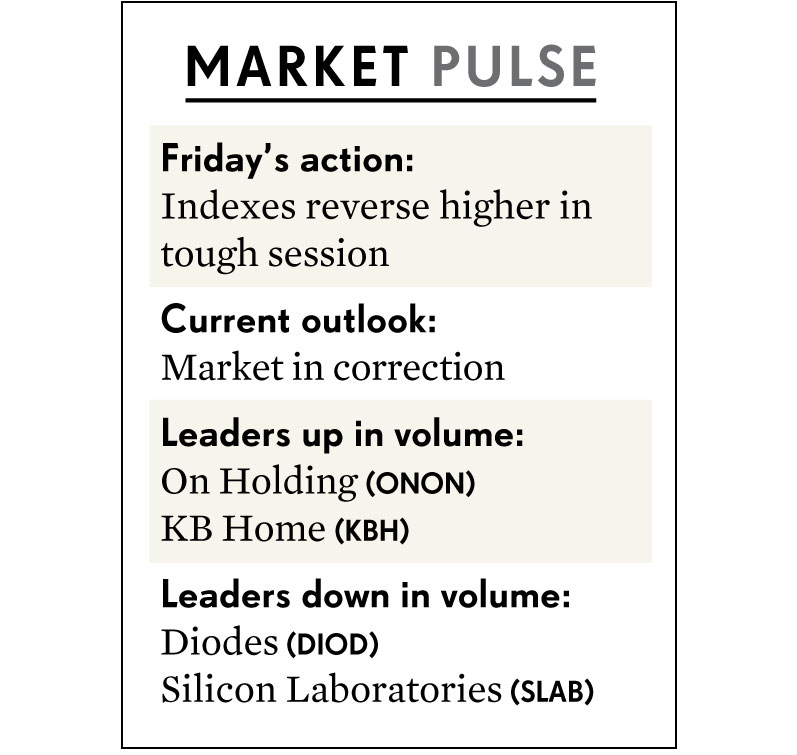 MARKET PULSE
Friday’s action:
Indexes reverse higher in
tough session
Current outlook:
Market in correction
Leaders up in volume:
On Holding (ONON)
KB Home (KBH)
Leaders down in volume:
Diodes (DIOD)
Silicon Laboratories (SLAB)